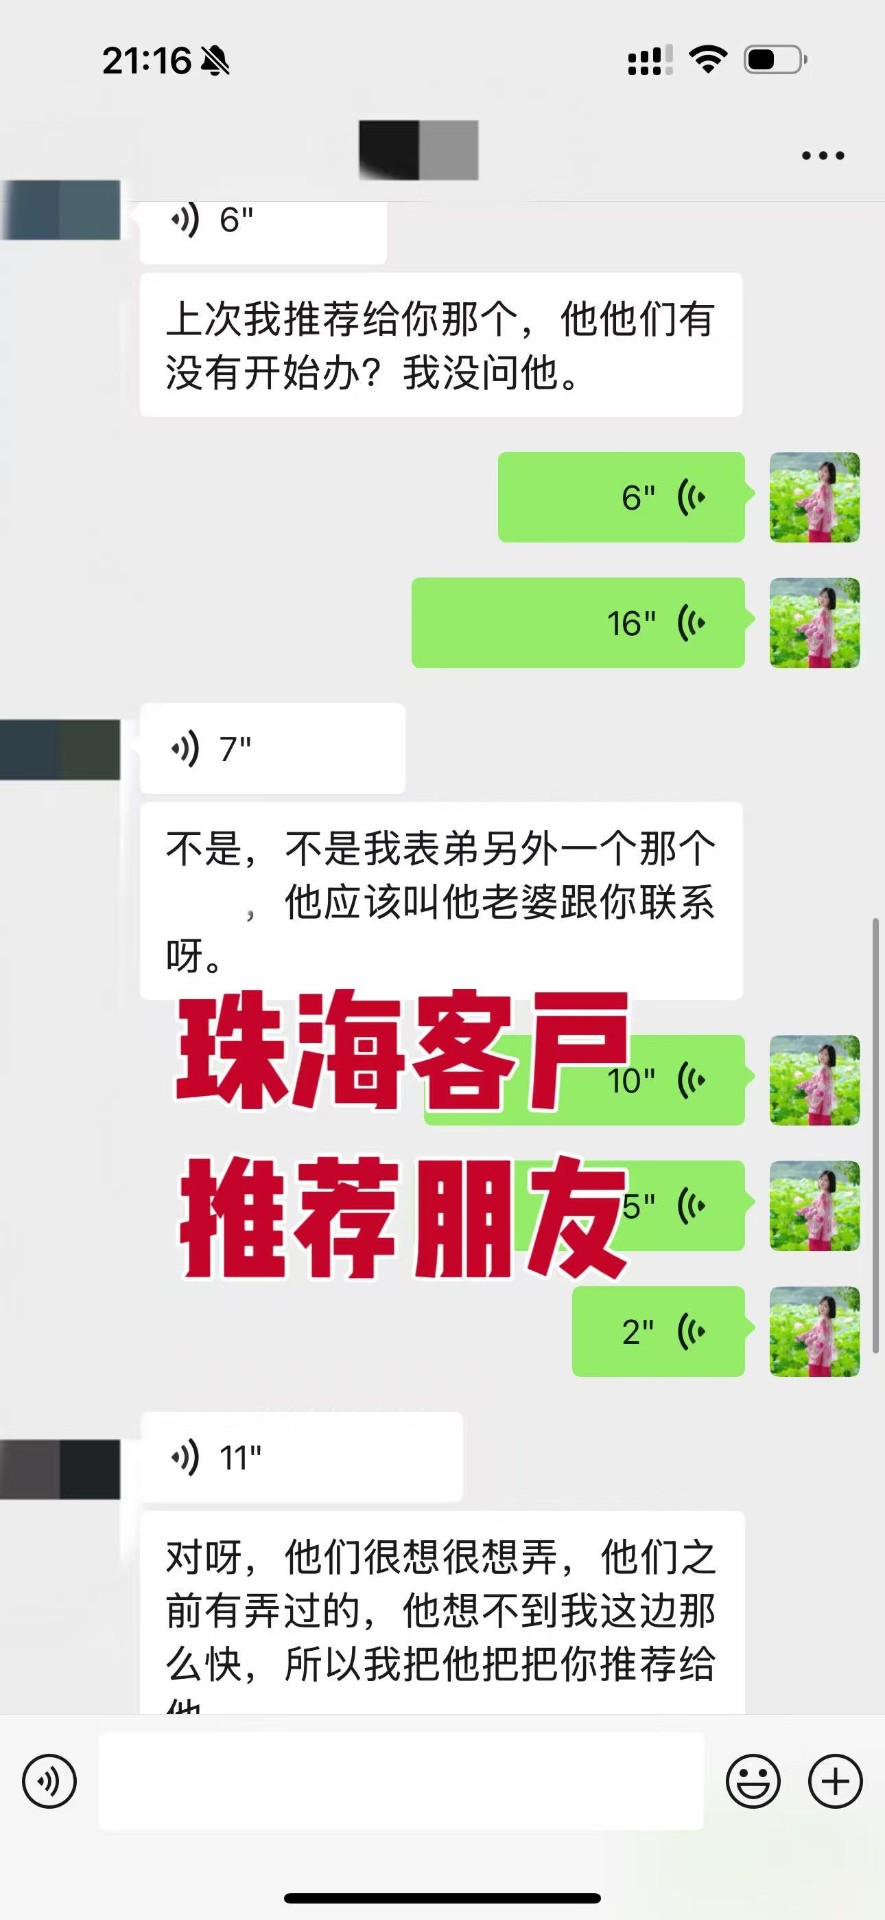 21:16
6"
上次我推荐给你那个，他他们有
没有开始办？我没问他。
6"
16"
7"
不是，不是我表弟另外一个那个
，他应该叫他老婆跟你联系
呀。
珠海客户
10"
推荐朋友
5"
2"
11"
对呀，他们很想很想弄，他们之
前有弄过的，他想不到我这边那
么快，所以我把他把把你推荐给
他